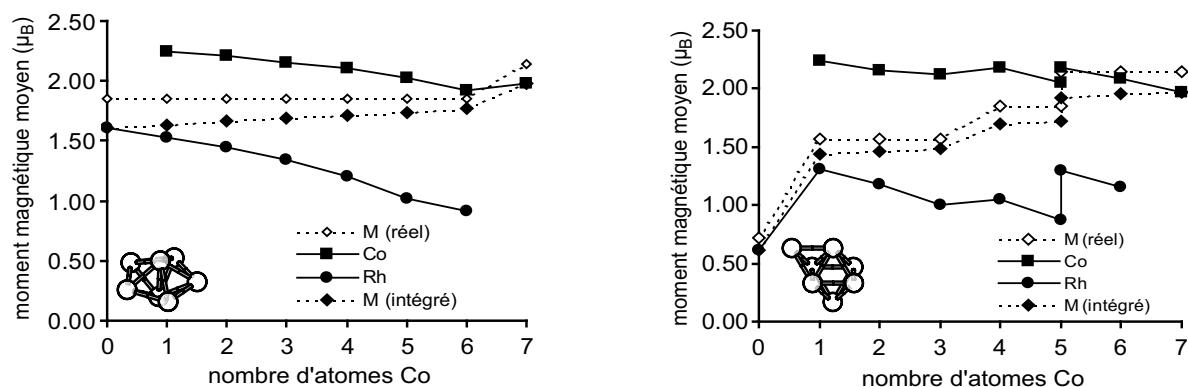 moment magnétique moyen (μB)
2.50
2.00
1.50
1.00
0.50
0.00
M (réel)
Co
Rh
M (intégré)
0 1 2 3 4 5 6 7
nombre d'atomes Co
moment magnétique moyen (μB)
2.50
2.00
1.50
1.00
0.50
0.00
M (réel)
Co
Rh
M (intégré)
0 1 2 3 4 5 6 7
nombre d'atomes Co